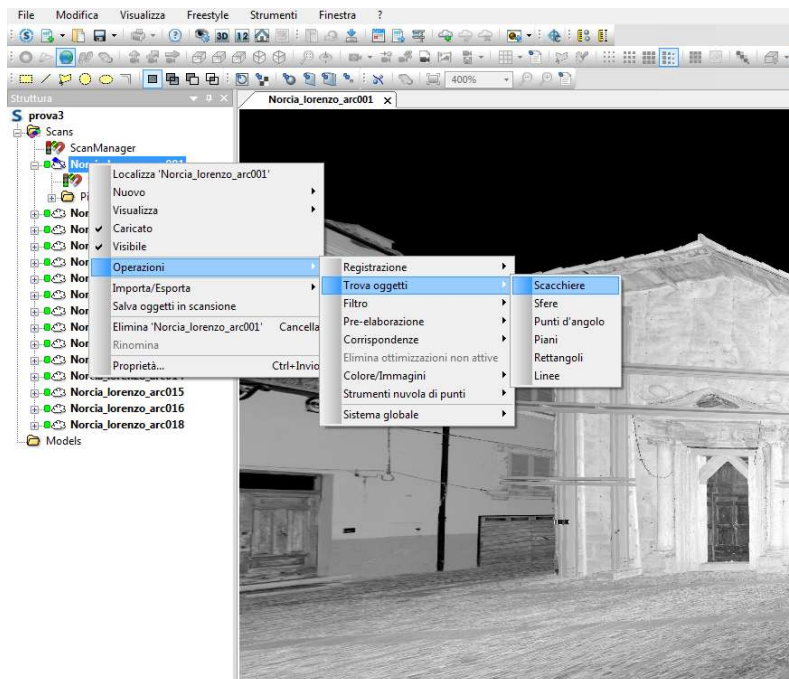 File Modifica Visualizza Freestyle Strumenti Finestra ?
3D 12
400%
Struttura
Norcia_lorenzo_arc001 x
S prova3
Scans
ScanManager
Localizza 'Norcia_lorenzo_arc001'
Nuovo
Visualizza
Caricato
Visibile
Operazioni
Importa/Esporta
Salva oggetti in scansione
Elimina 'Norcia_lorenzo_arc001' Cancella
Rinomina
Proprietà... Ctrl+Invio
Registrazione
Trova oggetti
Filtro
Pre-elaborazione
Corrispondenze
Elimina ottimizzazioni non attive
Colore/Immagini
Strumenti nuvola di punti
Sistema globale
Scacchiere
Sfere
Punti d'angolo
Piani
Rettangoli
Linee
Norcia_lorenzo_arc015
Norcia_lorenzo_arc016
Norcia_lorenzo_arc018
Models